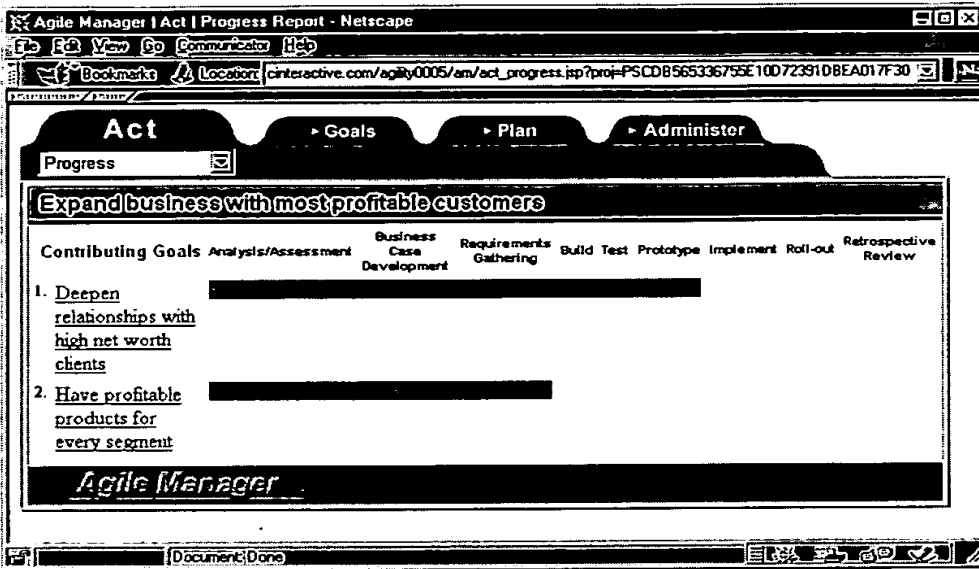 Agile Manager | Act | Progress Report - Netscape
File Edit View Go Communicator Help
Bookmarks Location: cinteractive.com/agility0005/am/act_progress.jsp?proj=PSCDB565336755E10D72391DBEA017F30
Act
▸ Goals
▸ Plan
▸ Administer
Progress
Expand business with most profitable customers
Contributing Goals
Analysis/Assessment
Business
Case
Development
Requirements
Gathering
Build
Test
Prototype
Implement
Roll-out
Retrospective
Review
1. Deepen
relationships with
high net worth
clients
2. Have profitable
products for
every segment
Agile Manager
Document: Done